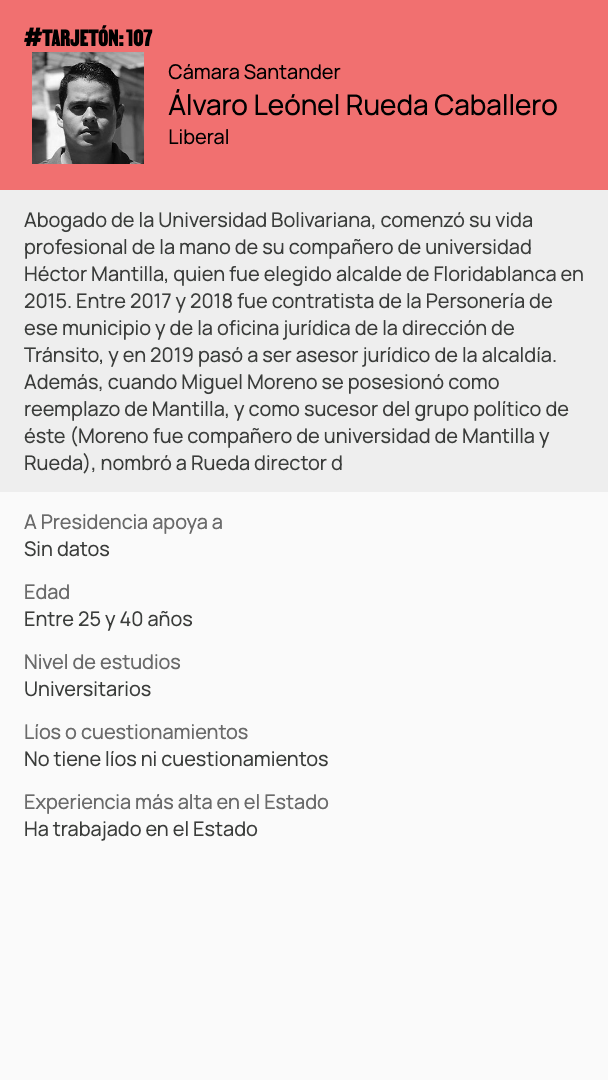 #TARJETÓN: 107
Cámara Santander
Álvaro Leónel Rueda Caballero
Liberal
Abogado de la Universidad Bolivariana, comenzó su vida
profesional de la mano de su compañero de universidad
Héctor Mantilla, quien fue elegido alcalde de Floridablanca en
2015. Entre 2017 y 2018 fue contratista de la Personería de
ese municipio y de la oficina jurídica de la dirección de
Tránsito, y en 2019 pasó a ser asesor jurídico de la alcaldía.
Además, cuando Miguel Moreno se posesionó como
reemplazo de Mantilla, y como sucesor del grupo político de
éste (Moreno fue compañero de universidad de Mantilla y
Rueda), nombró a Rueda director d
A Presidencia apoya a
Sin datos
Edad
Entre 25 y 40 años
Nivel de estudios
Universitarios
Líos o cuestionamientos
No tiene líos ni cuestionamientos
Experiencia más alta en el Estado
Ha trabajado en el Estado